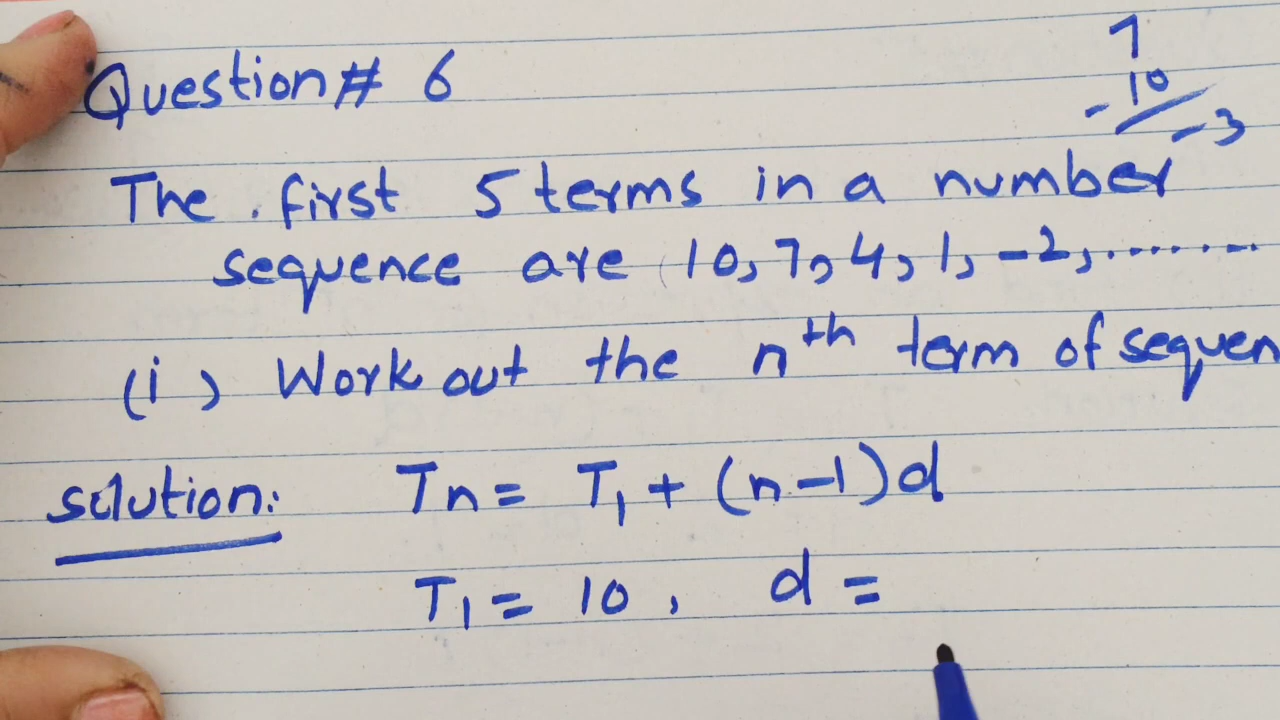 7
- 10
- 3
Question # 6
The first 5 terms in a number
sequence are 10, 7, 4, 1, -2, ........
(i) Work out the nth term of sequen
solution: Tn = T1 + (n-1)d
T1 = 10, d =